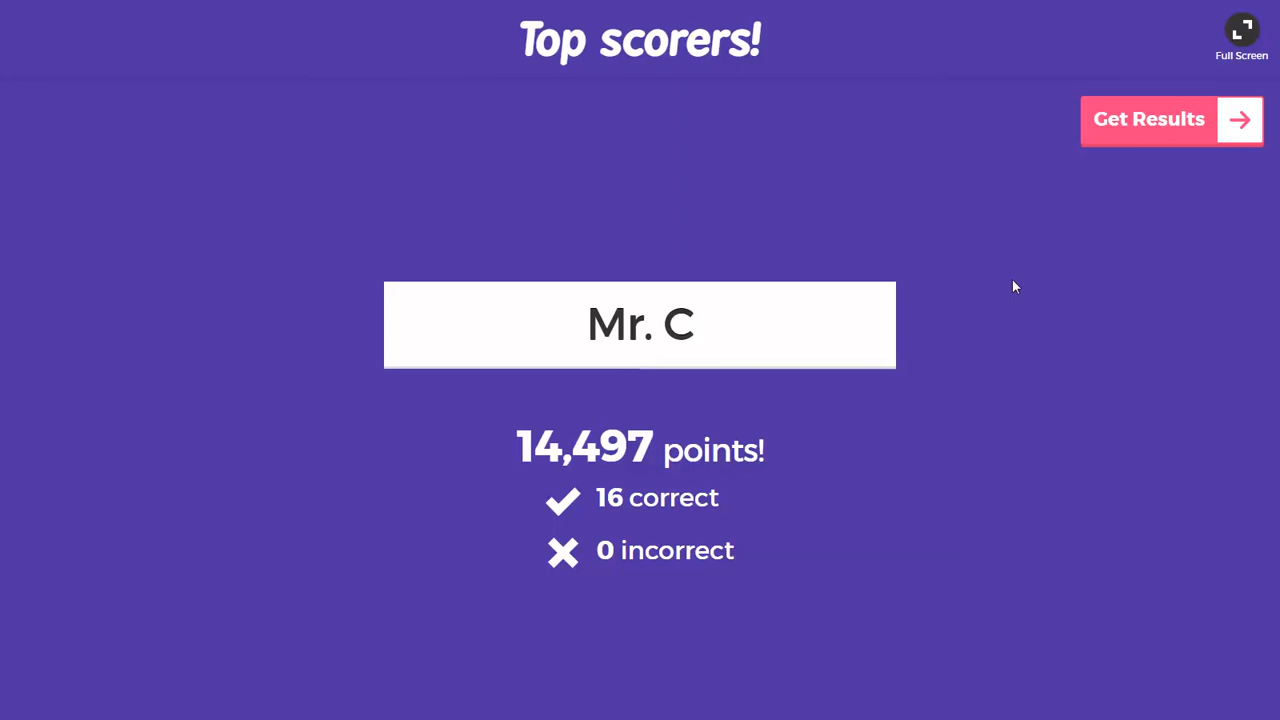 Top scorers!
Full Screen
Get Results
Mr. C
14,497 points!
16 correct
0 incorrect